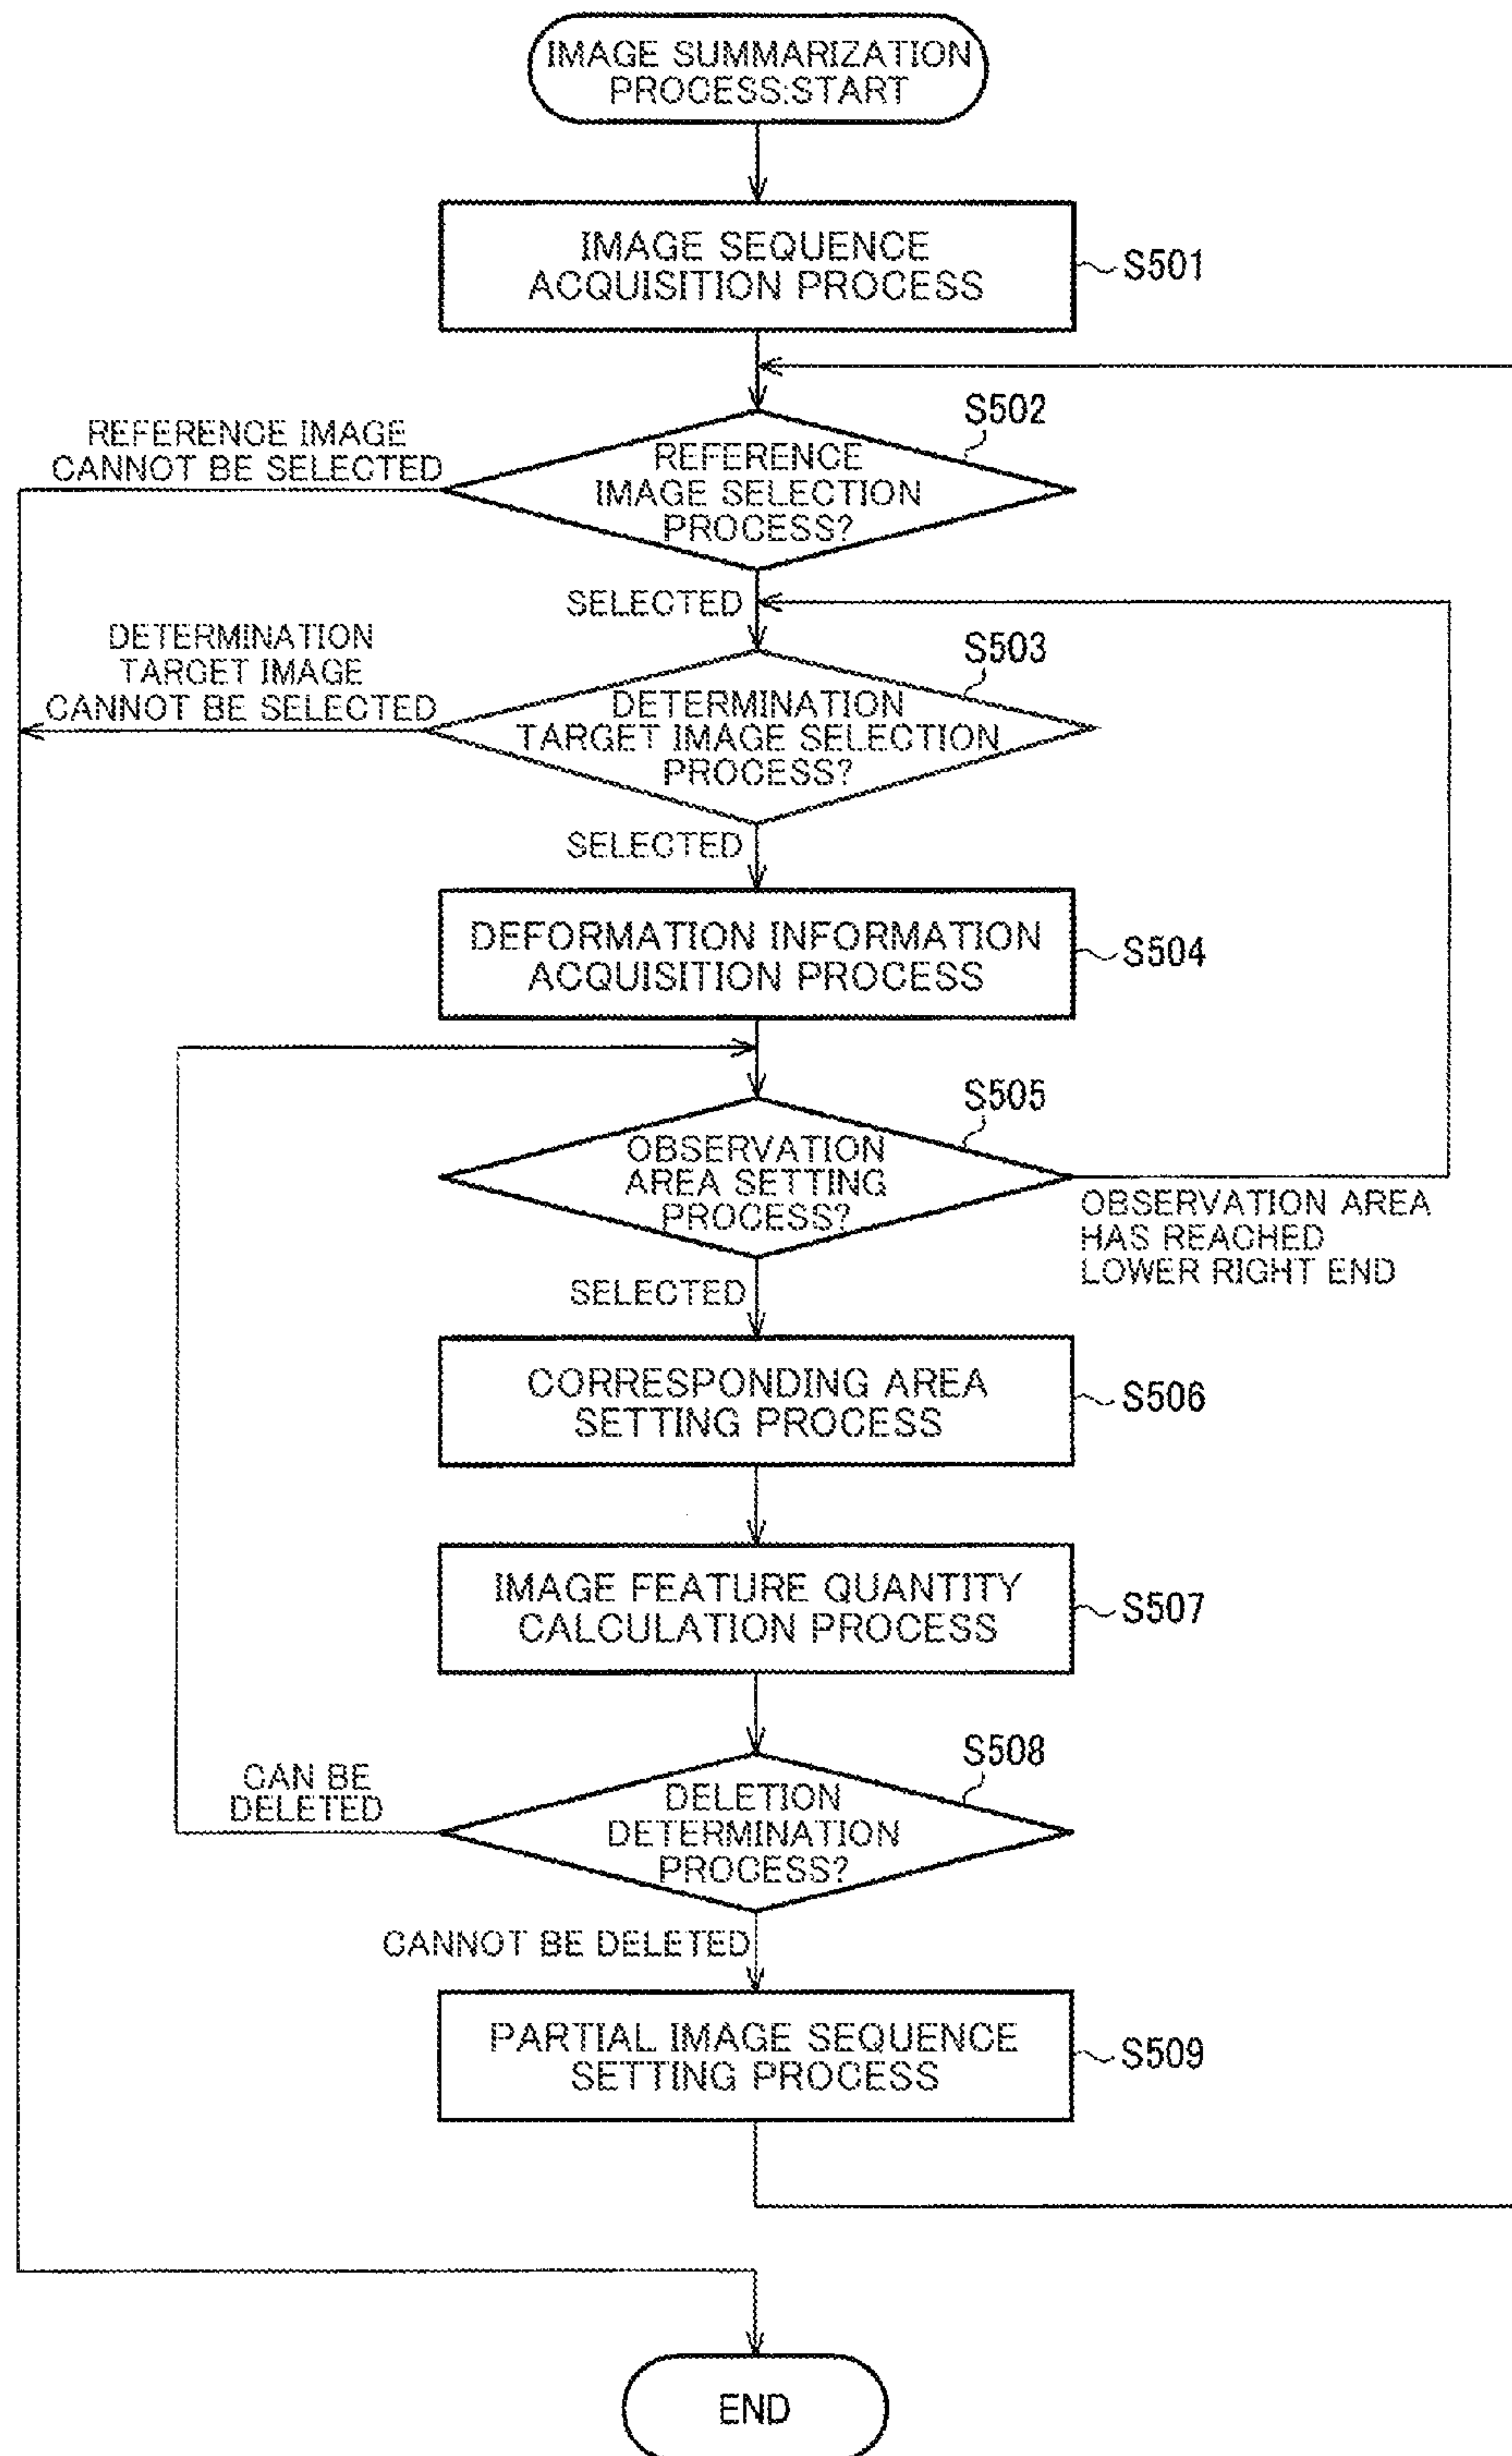 IMAGE SUMMARIZATION
PROCESS:START
IMAGE SEQUENCE
ACQUISITION PROCESS
S501
S502
REFERENCE IMAGE
CANNOT BE SELECTED
REFERENCE
IMAGE SELECTION
PROCESS?
SELECTED
S503
DETERMINATION
TARGET IMAGE
CANNOT BE SELECTED
DETERMINATION
TARGET IMAGE SELECTION
PROCESS?
SELECTED
DEFORMATION INFORMATION
ACQUISITION PROCESS
S504
S505
OBSERVATION
AREA SETTING
PROCESS?
OBSERVATION AREA
HAS REACHED
LOWER RIGHT END
SELECTED
CORRESPONDING AREA
SETTING PROCESS
S506
IMAGE FEATURE QUANTITY
CALCULATION PROCESS
S507
S508
CAN BE
DELETED
DELETION
DETERMINATION
PROCESS?
CANNOT BE DELETED
PARTIAL IMAGE SEQUENCE
SETTING PROCESS
S509
END